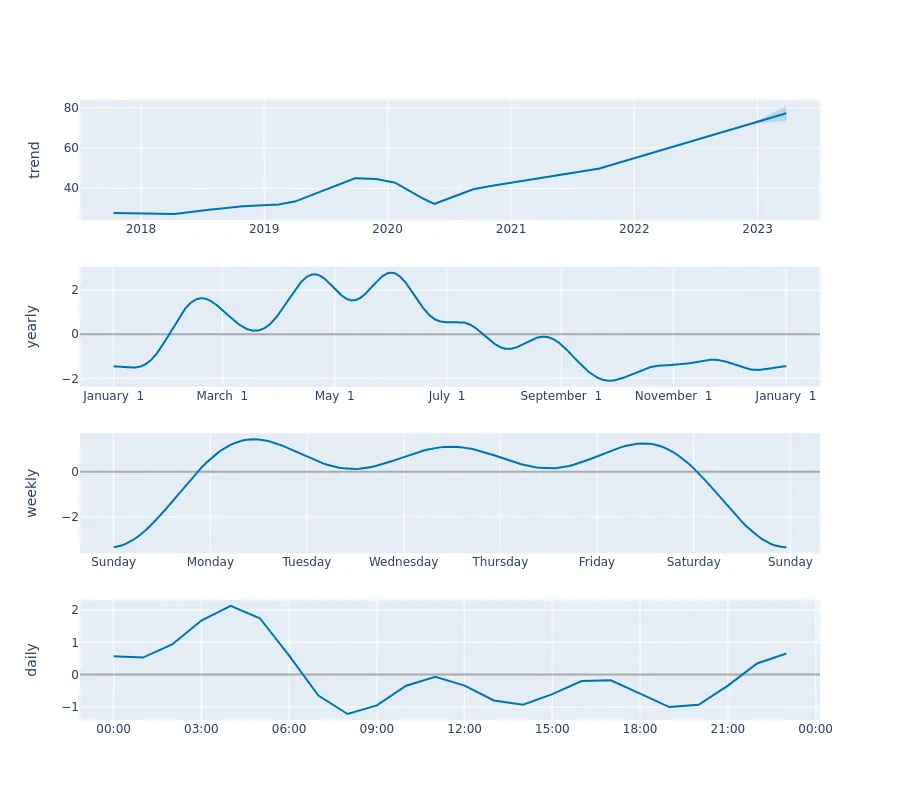 trend
80
60
40
2018 2019 2020 2021 2022 2023
yearly
2
0
−2
January 1 March 1 May 1 July 1 September 1 November 1 January 1
weekly
0
−2
Sunday Monday Tuesday Wednesday Thursday Friday Saturday Sunday
daily
2
1
0
−1
00:00 03:00 06:00 09:00 12:00 15:00 18:00 21:00 00:00